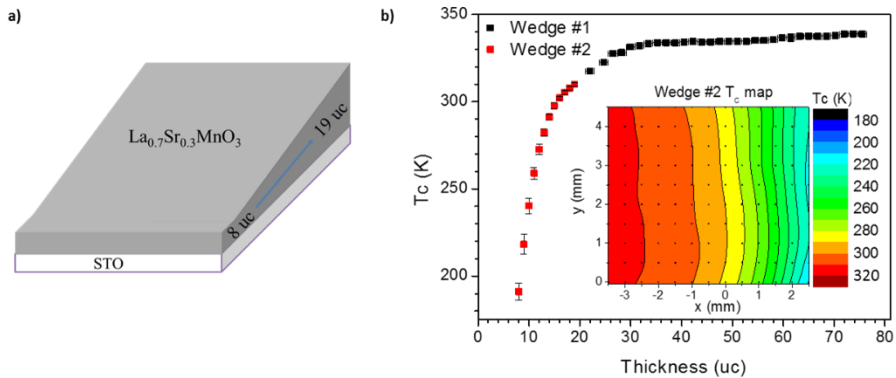 a)
La0.7Sr0.3MnO3
19 uc
8 uc
STO
b)
350
300
250
200
Tc (K)
Wedge #1
Wedge #2
Wedge #2 Tc map
4
3
2
1
0
y (mm)
-3 -2 -1 0 1 2
x (mm)
Tc (K)
180
200
220
240
260
280
300
320
0 10 20 30 40 50 60 70 80
Thickness (uc)